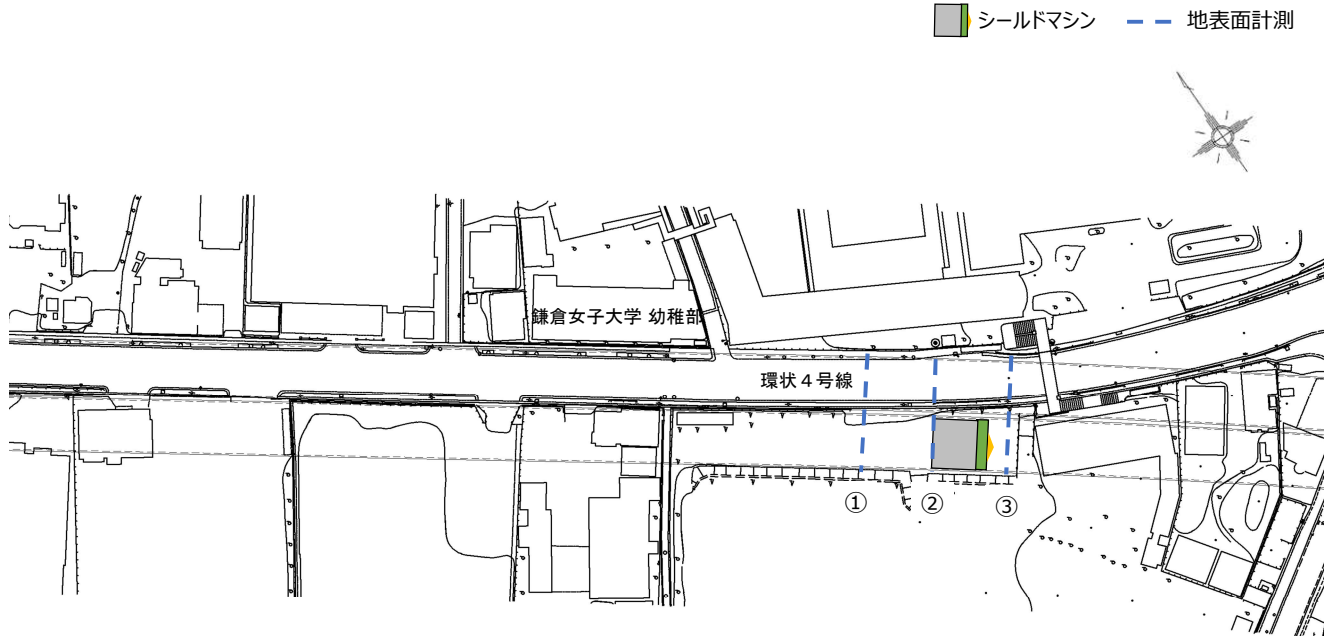 シールドマシン
地表面計測
鎌倉女子大学 幼稚部
環状４号線
①
②
③